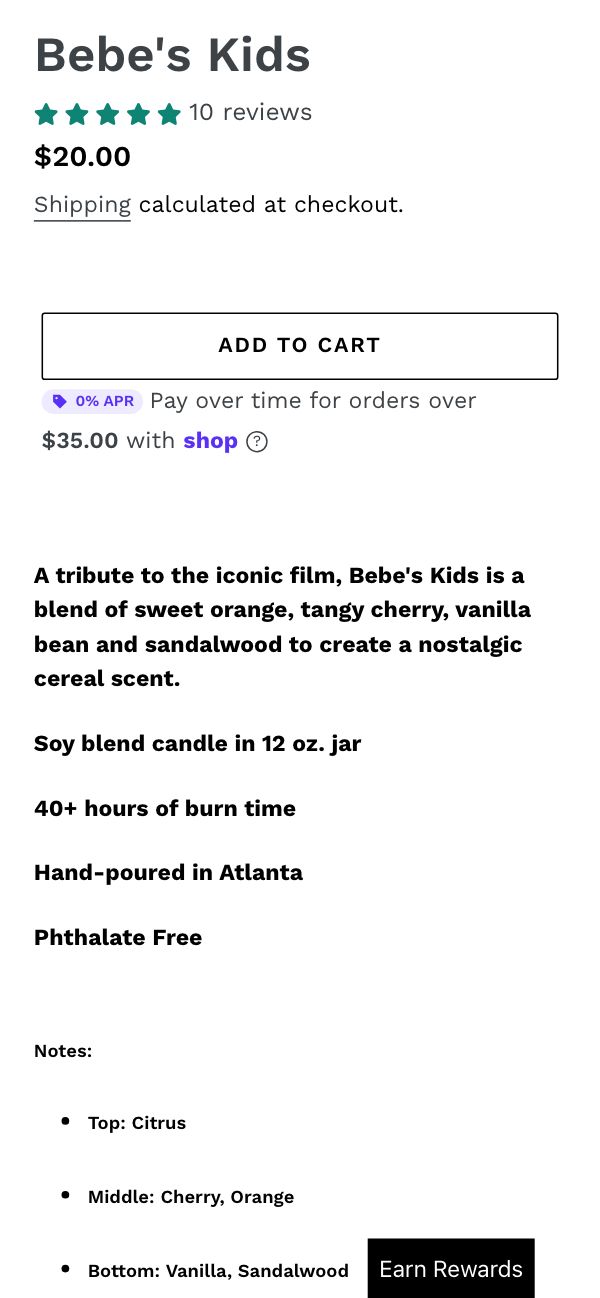 Bebe's Kids
10 reviews
$20.00
Shipping calculated at checkout.
ADD TO CART
0% APR Pay over time for orders over
$35.00 with shop ?
A tribute to the iconic film, Bebe's Kids is a
blend of sweet orange, tangy cherry, vanilla
bean and sandalwood to create a nostalgic
cereal scent.
Soy blend candle in 12 oz. jar
40+ hours of burn time
Hand-poured in Atlanta
Phthalate Free
Notes:
• Top: Citrus
• Middle: Cherry, Orange
• Bottom: Vanilla, Sandalwood
Earn Rewards